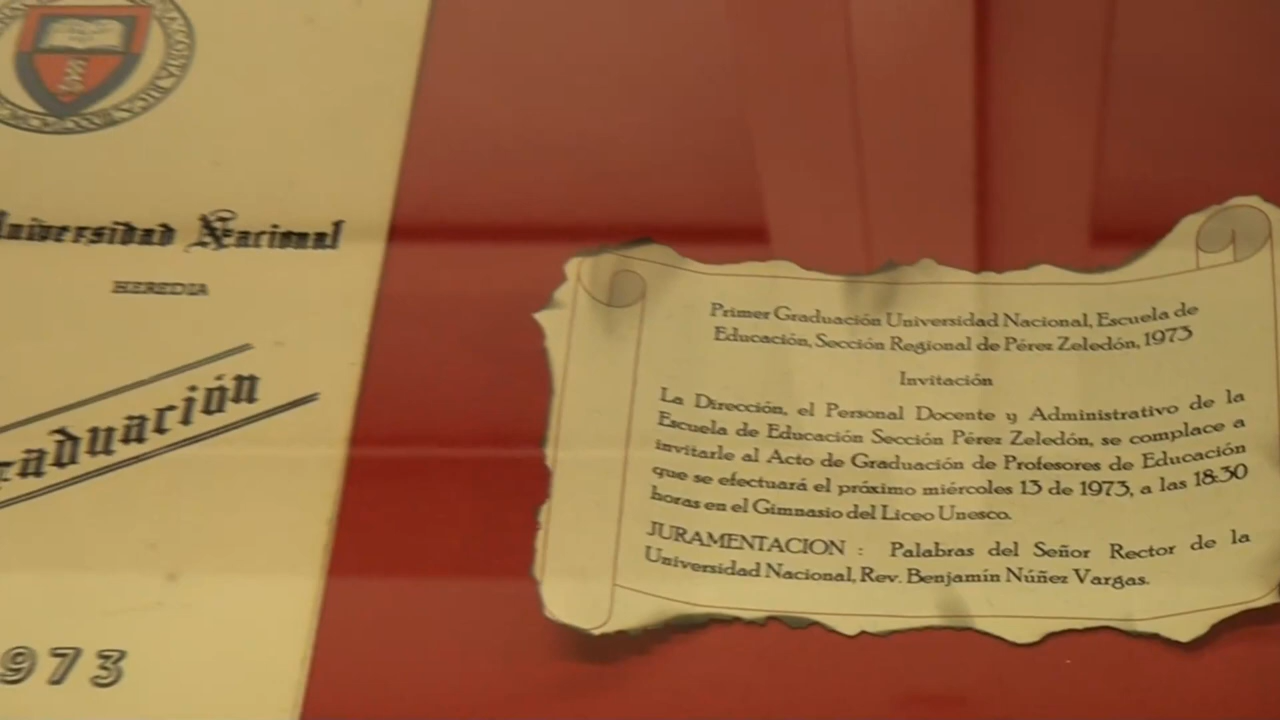 COSTA RICA
Universidad Nacional
HEREDIA
raduación
973
Primer Graduación Universidad Nacional, Escuela de
Educación, Sección Regional de Pérez Zeledón, 1973
Invitación
La Dirección, el Personal Docente y Administrativo de la
Escuela de Educación Sección Pérez Zeledón, se complace a
invitarle al Acto de Graduación de Profesores de Educación
que se efectuará el próximo miércoles 13 de 1973, a las 18:30
horas en el Gimnasio del Liceo Unesco.
JURAMENTACION : Palabras del Señor Rector de la
Universidad Nacional, Rev. Benjamín Núñez Vargas.